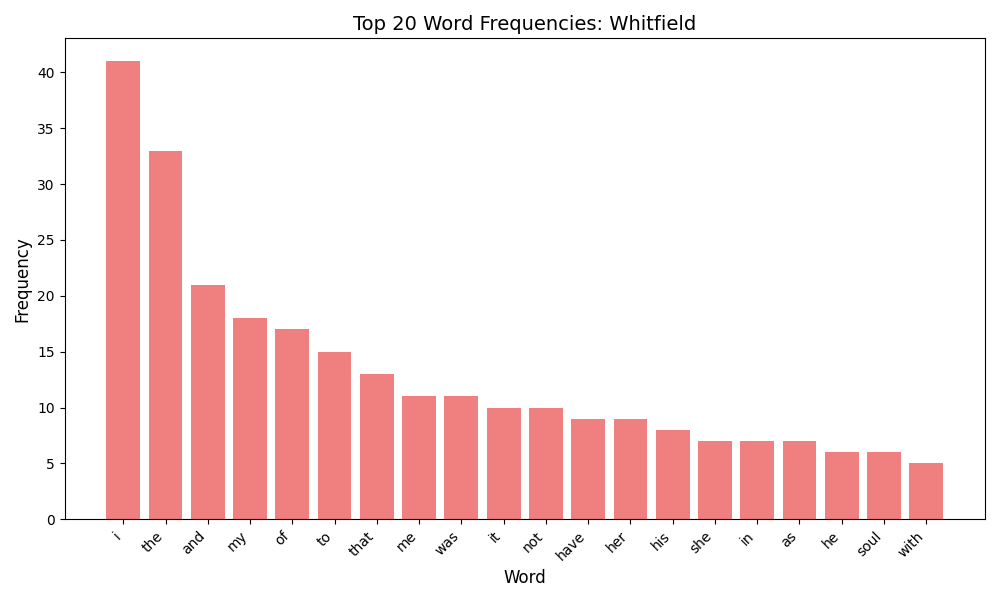 Top 20 Word Frequencies: Whitfield
40
35
30
25
20
15
10
5
0
Frequency
i
the
and
my
of
to
that
me
was
it
not
have
her
his
she
in
as
he
soul
with
Word